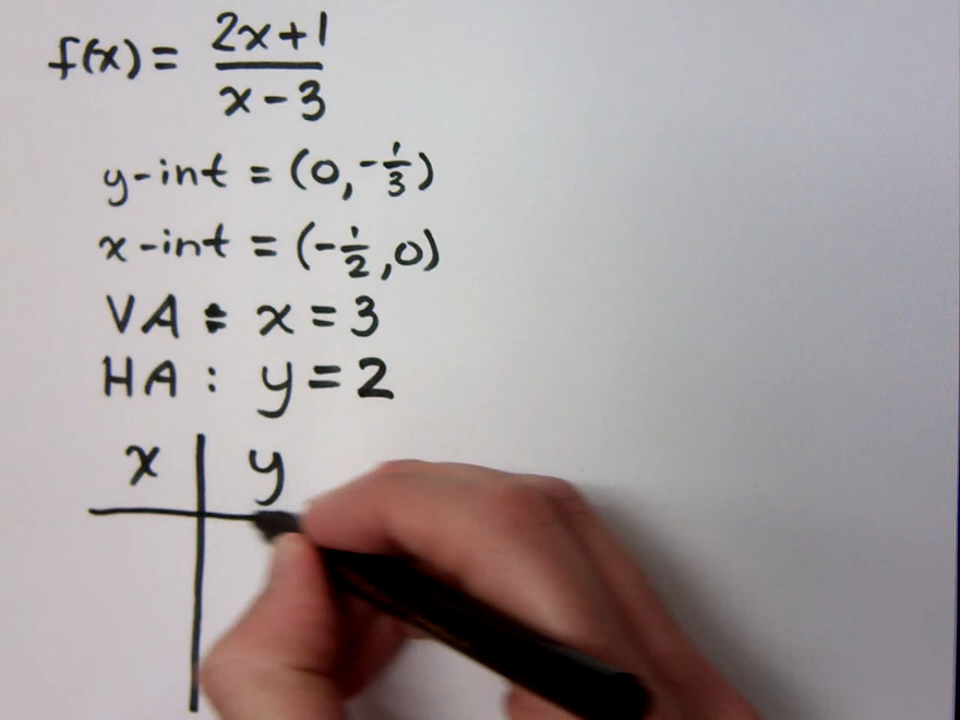 f(x) = (2x+1)/(x-3)
y-int = (0, -1/3)
x-int = (-1/2, 0)
VA: x = 3
HA: y = 2
x y